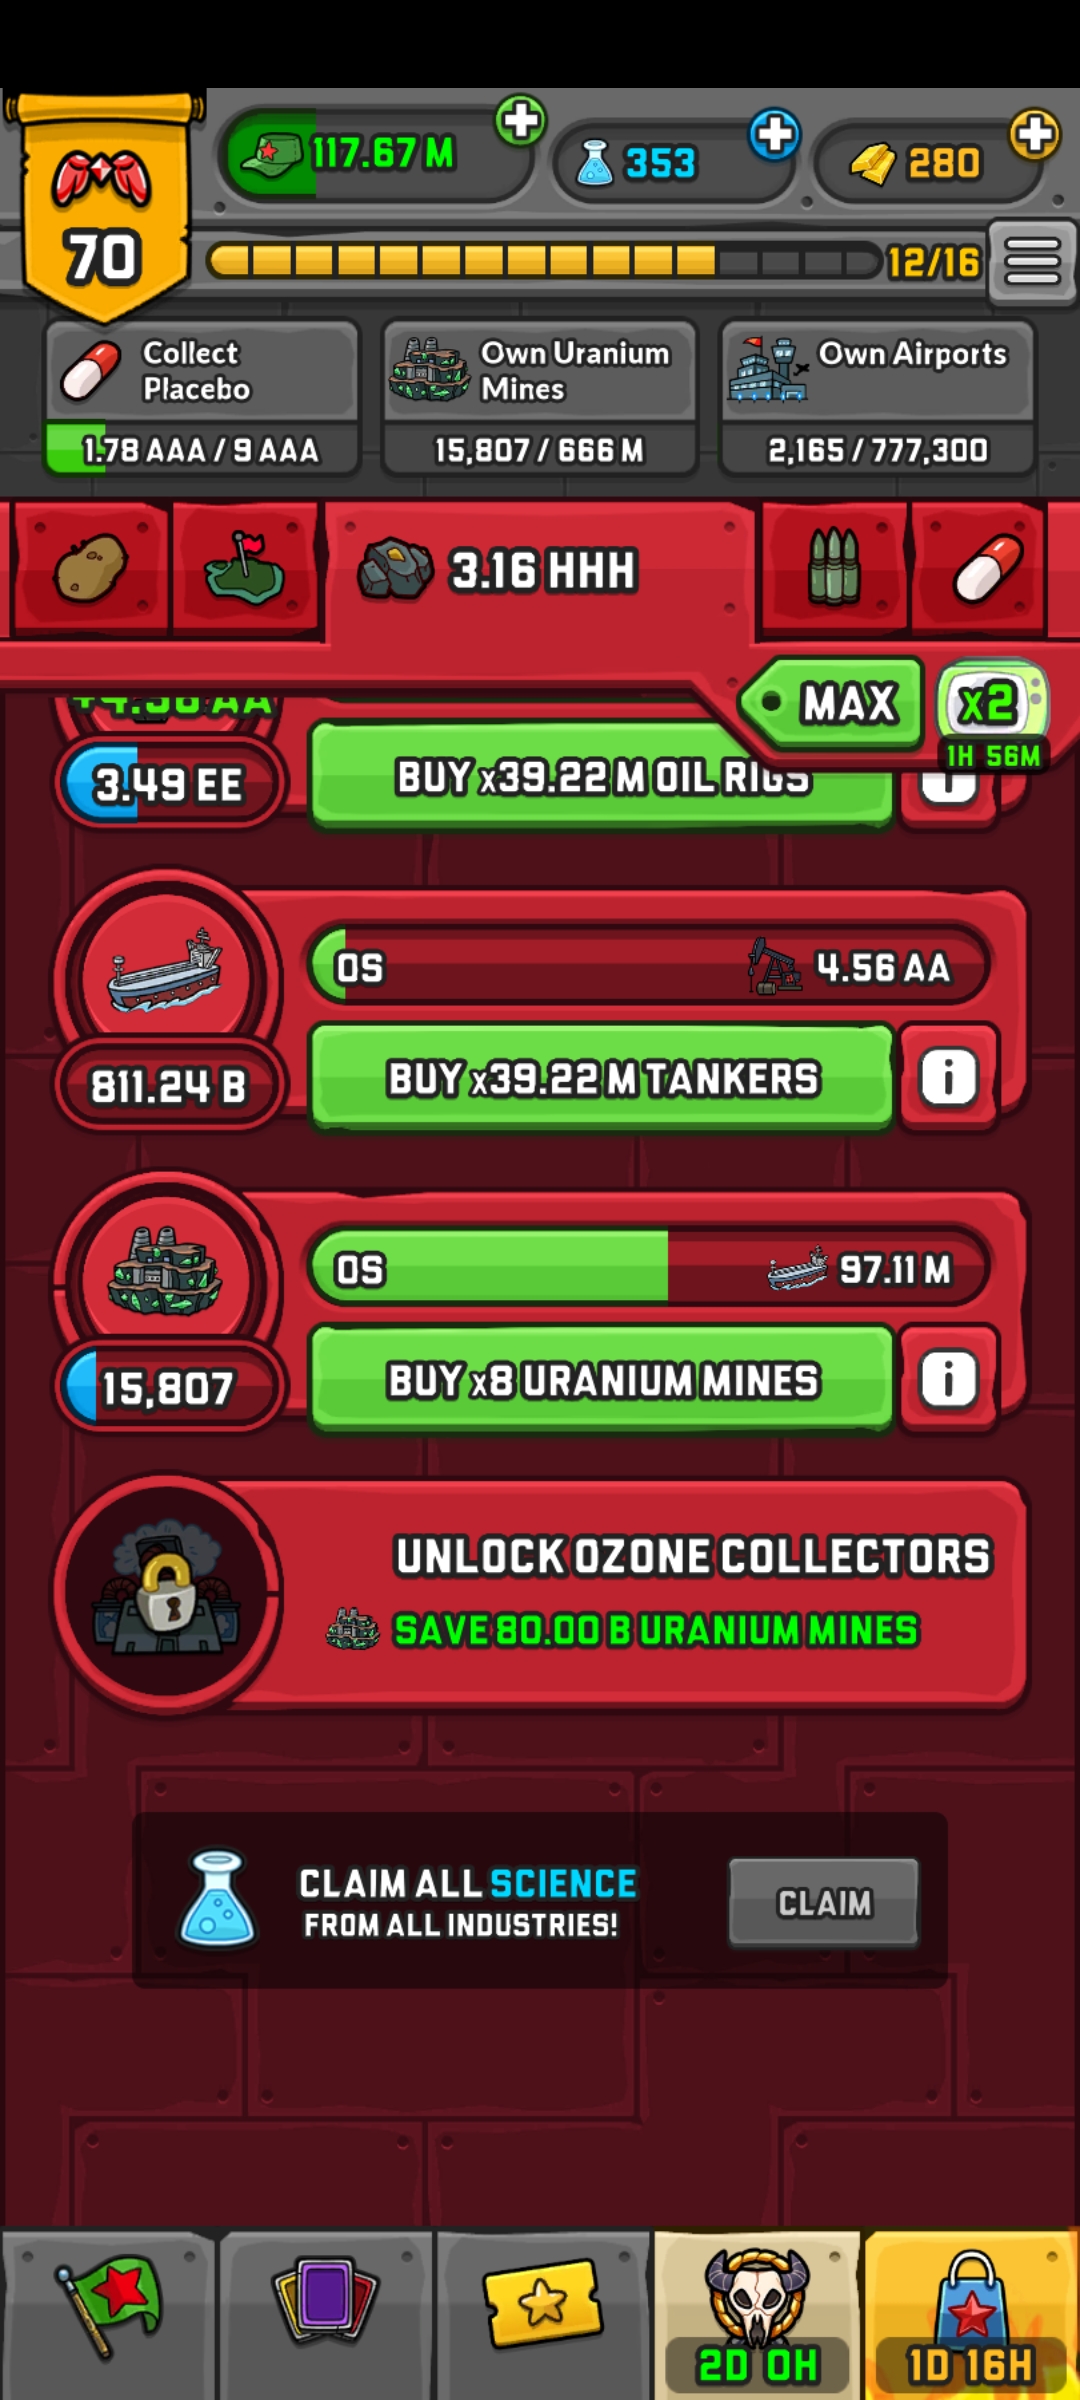 70
117.67 M
353
280
12/16
Collect
Placebo
1.78 AAA / 9 AAA
Own Uranium
Mines
15,807 / 666 M
Own Airports
2,165 / 777,300
3.16 HHH
MAX
x2
1H 56M
+4.56 AA
3.49 EE
BUY x39.22 M OIL RIGS
0S
4.56 AA
811.24 B
BUY x39.22 M TANKERS
i
0S
97.11 M
15,807
BUY x8 URANIUM MINES
i
UNLOCK OZONE COLLECTORS
SAVE 80.00 B URANIUM MINES
CLAIM ALL SCIENCE
FROM ALL INDUSTRIES!
CLAIM
2D 0H
1D 16H